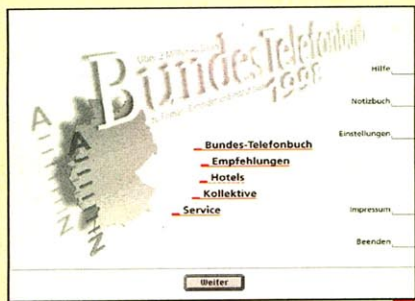 Bundes Telefonbuch
1998
A
A
Z
Z
Hilfe
Notizbuch
Einstellungen
Bundes-Telefonbuch
Empfehlungen
Hotels
Kollektive
Service
Impressum
Beenden
Weiter